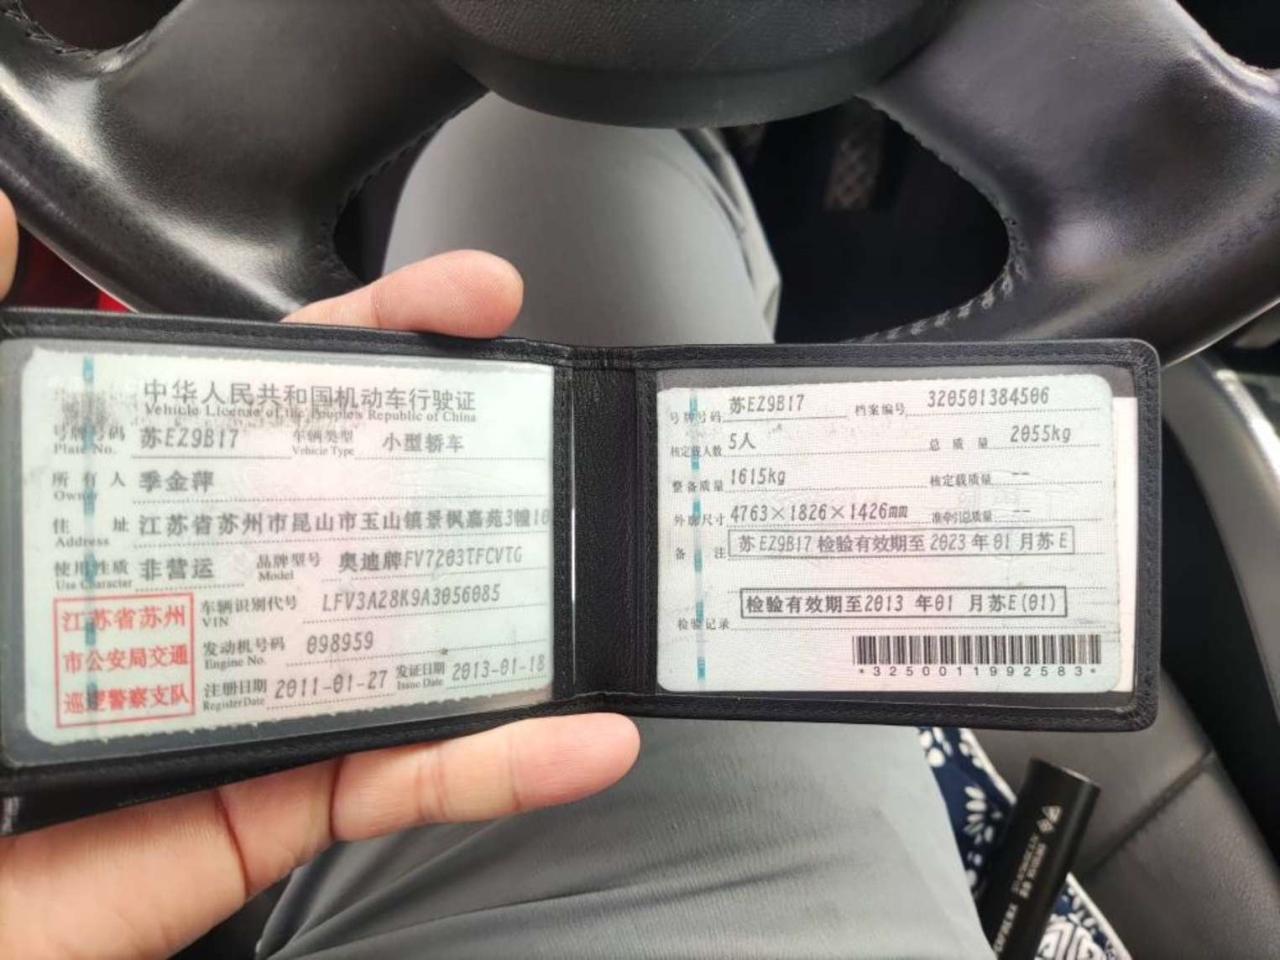 中华人民共和国机动车行驶证
Vehicle License of the People's Republic of China
号牌号码 苏EZ9B17 车辆类型 小型轿车
Plate No. Vehicle Type
所有人 季金萍
Owner
住址 江苏省苏州市昆山市玉山镇景枫嘉苑3幢10
Address
使用性质 非营运 品牌型号 奥迪牌FV7203TFCVTG
Use Character Model
江苏省苏州
市公安局交通
巡逻警察支队
车辆识别代号 LFV3A28K9A3056085
VIN
发动机号码 098959
Engine No.
注册日期 2011-01-27 发证日期 2013-01-18
Register Date Issue Date
号牌号码 苏EZ9B17 档案编号 320501384506
核定载人数 5人 总质量 2055kg
整备质量 1615kg 核定载质量 --
外廓尺寸 4763×1826×1426mm 准牵引总质量 --
备注 苏EZ9B17 检验有效期至 2023 年 01 月苏 E
检验有效期至2013 年01 月苏E(01)
检验记录
*3250011992583*